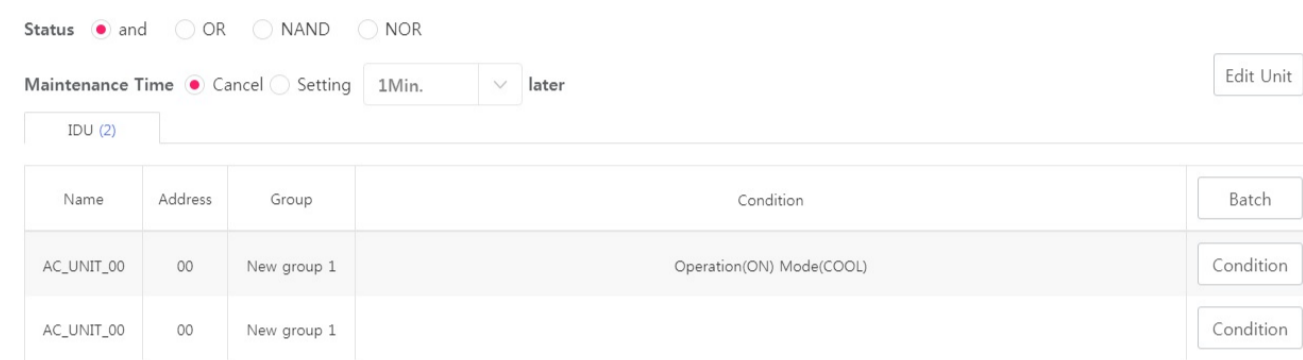 Status and OR NAND NOR
Maintenance Time Cancel Setting 1Min. later
Edit Unit
IDU (2)
Name Address Group Condition Batch
AC_UNIT_00 00 New group 1 Operation(ON) Mode(COOL) Condition
AC_UNIT_00 00 New group 1 Condition